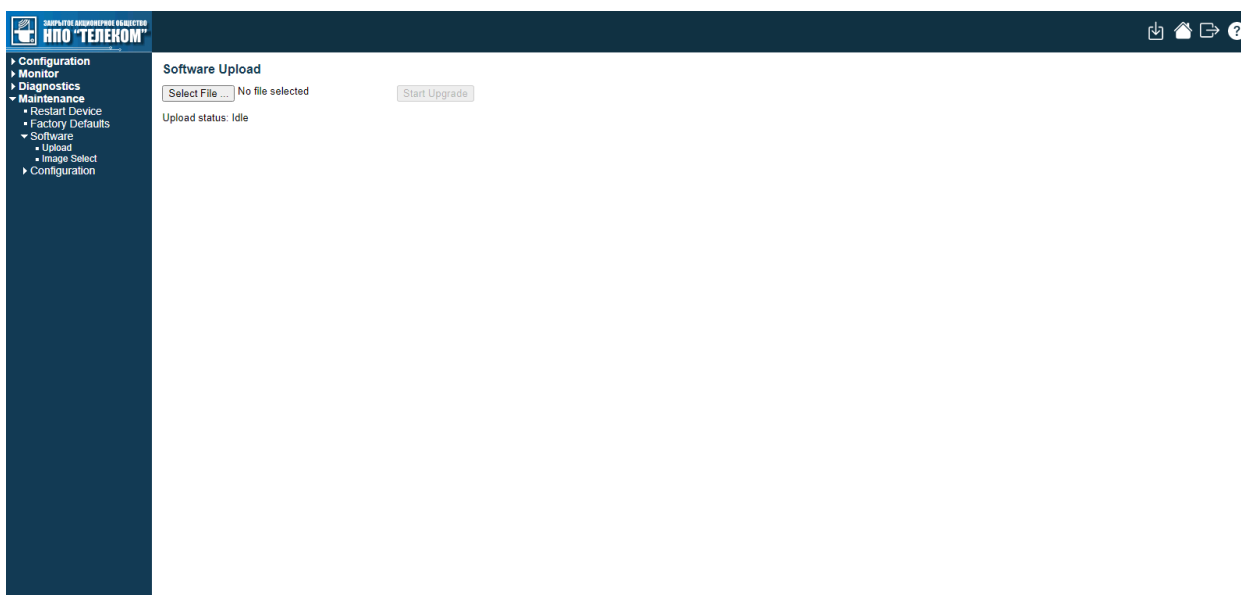 ЗАКРЫТОЕ АКЦИОНЕРНОЕ ОБЩЕСТВО
НПО "ТЕЛЕКОМ"
?
Configuration
Monitor
Diagnostics
Maintenance
Restart Device
Factory Defaults
Software
Upload
Image Select
Configuration
Software Upload
Select File ... No file selected Start Upgrade
Upload status: Idle